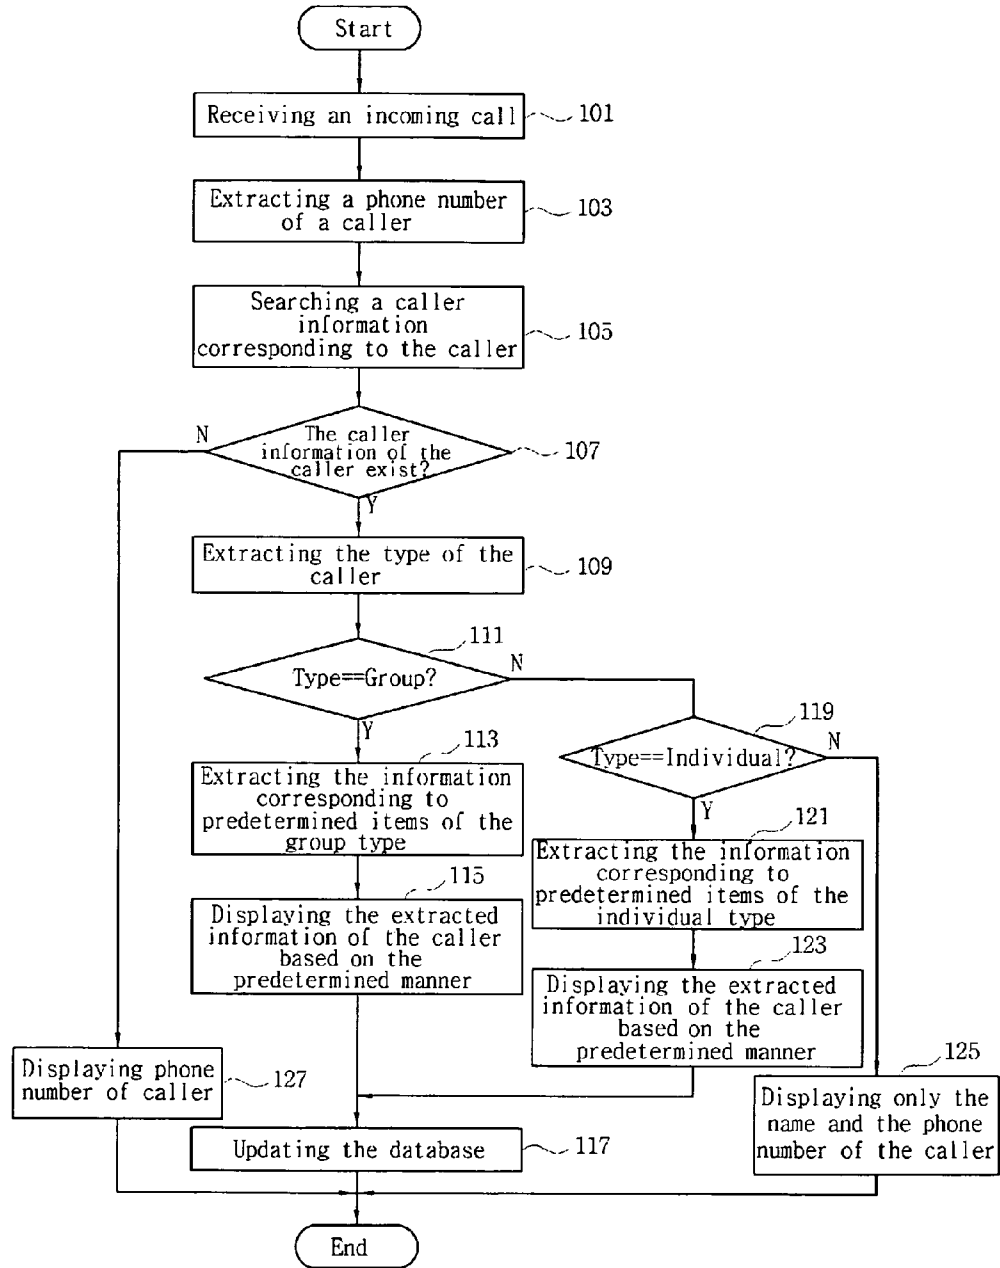 Start
Receiving an incoming call
101
Extracting a phone number
of a caller
103
Searching a caller
information
corresponding to the caller
105
N
The caller
information of the
caller exist?
107
Y
Extracting the type of the
caller
109
111
Type==Group?
N
Y
119
Type==Individual?
N
Y
113
Extracting the information
corresponding to
predetermined items of the
group type
121
Extracting the information
corresponding to
predetermined items of the
individual type
115
Displaying the extracted
information of the caller
based on the
predetermined manner
123
Displaying the extracted
information of the caller
based on the
predetermined manner
Displaying phone
number of caller
127
125
Displaying only the
name and the phone
number of the caller
Updating the database
117
End